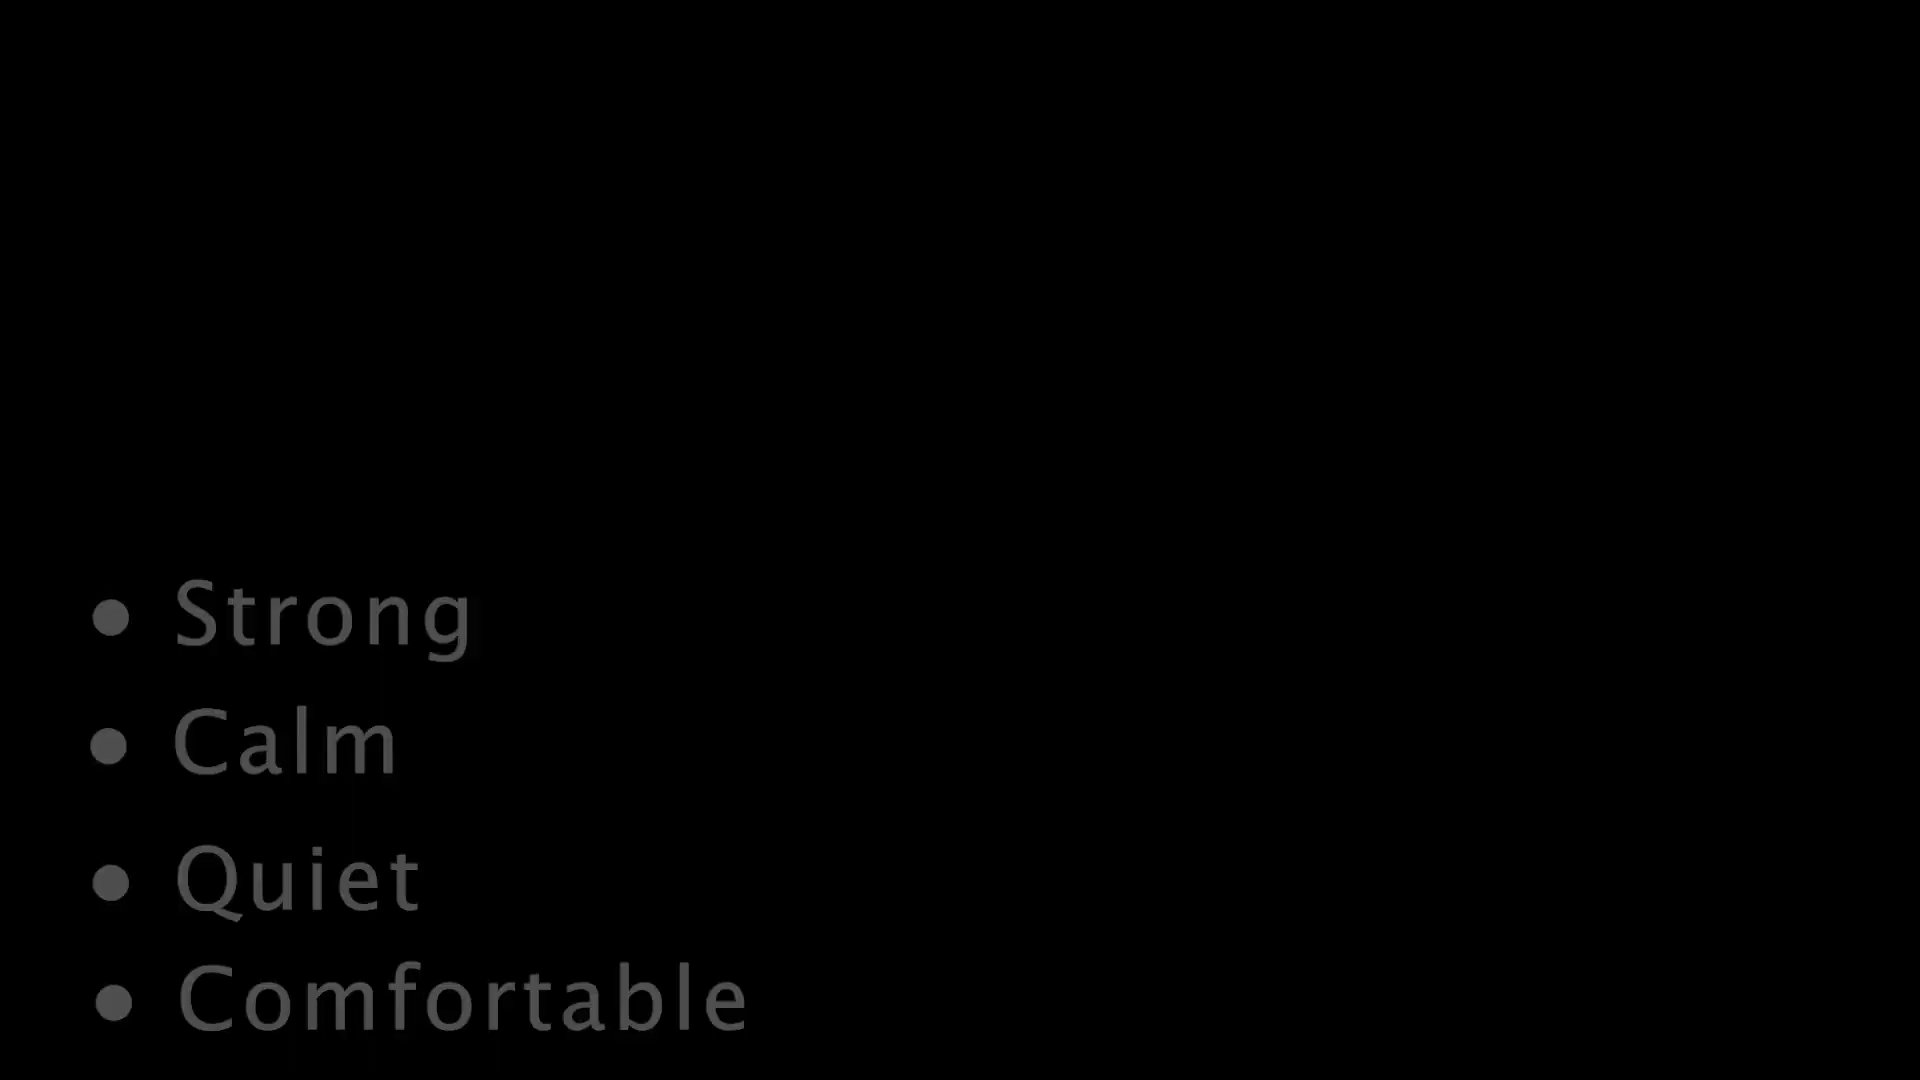 • Strong
• Calm
• Quiet
• Comfortable